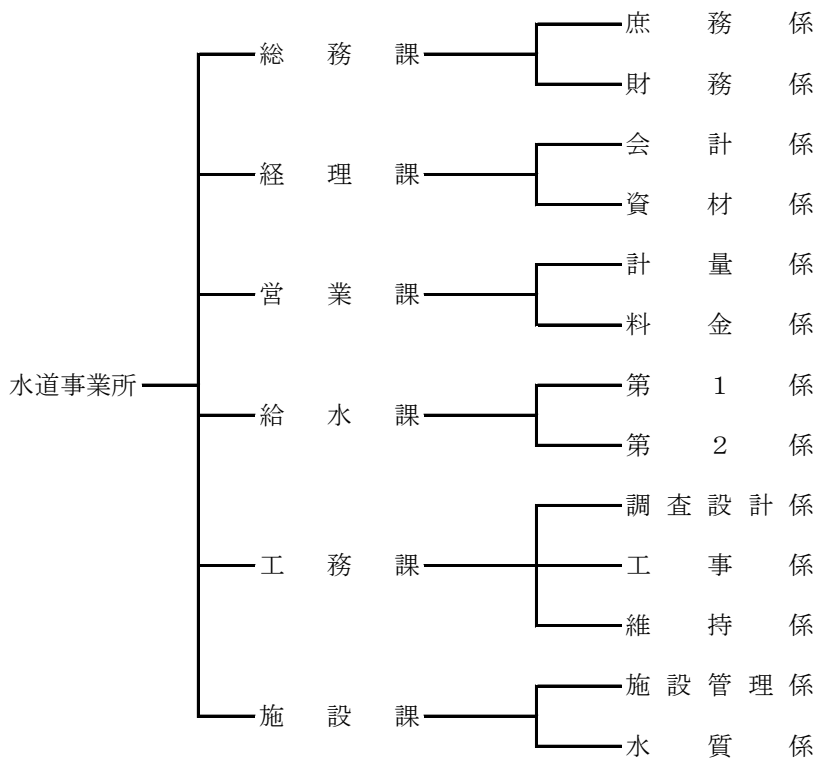 庶務係
総務課
財務係
会計係
経理課
資材係
計量係
営業課
料金係
水道事業所
第1係
給水課
第2係
調査設計係
工務課
工事係
維持係
施設管理係
施設課
水質係